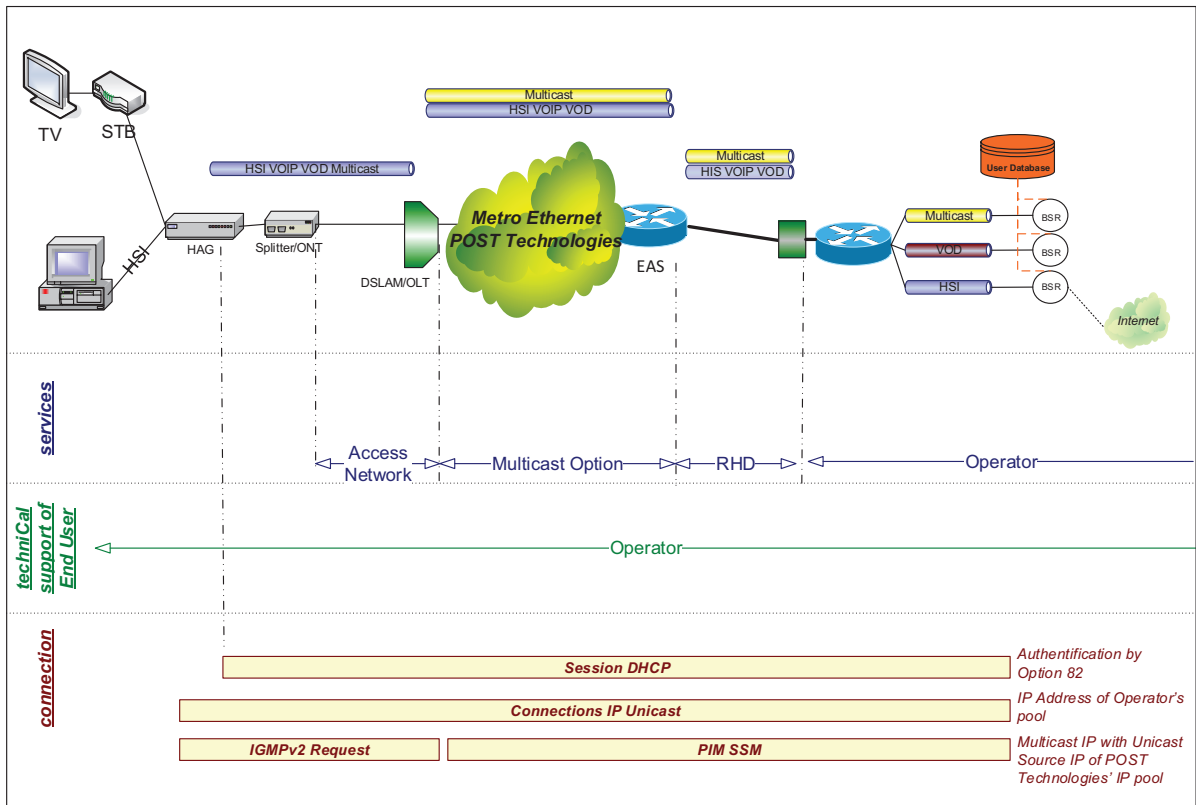 Multicast
HSI VOIP VOD
TV
STB
HSI VOIP VOD Multicast
Multicast
HIS VOIP VOD
User Database
HSI
HAG
Splitter/ONT
DSLAM/OLT
Metro Ethernet
POST Technologies
EAS
Multicast
BSR
VOD
BSR
HSI
BSR
Internet
services
Access
Network
Multicast Option
RHD
Operator
techniCal
support of
End User
Operator
connection
Session DHCP
Authentification by
Option 82
Connections IP Unicast
IP Address of Operator's
pool
IGMPv2 Request
PIM SSM
Multicast IP with Unicast
Source IP of POST
Technologies' IP pool